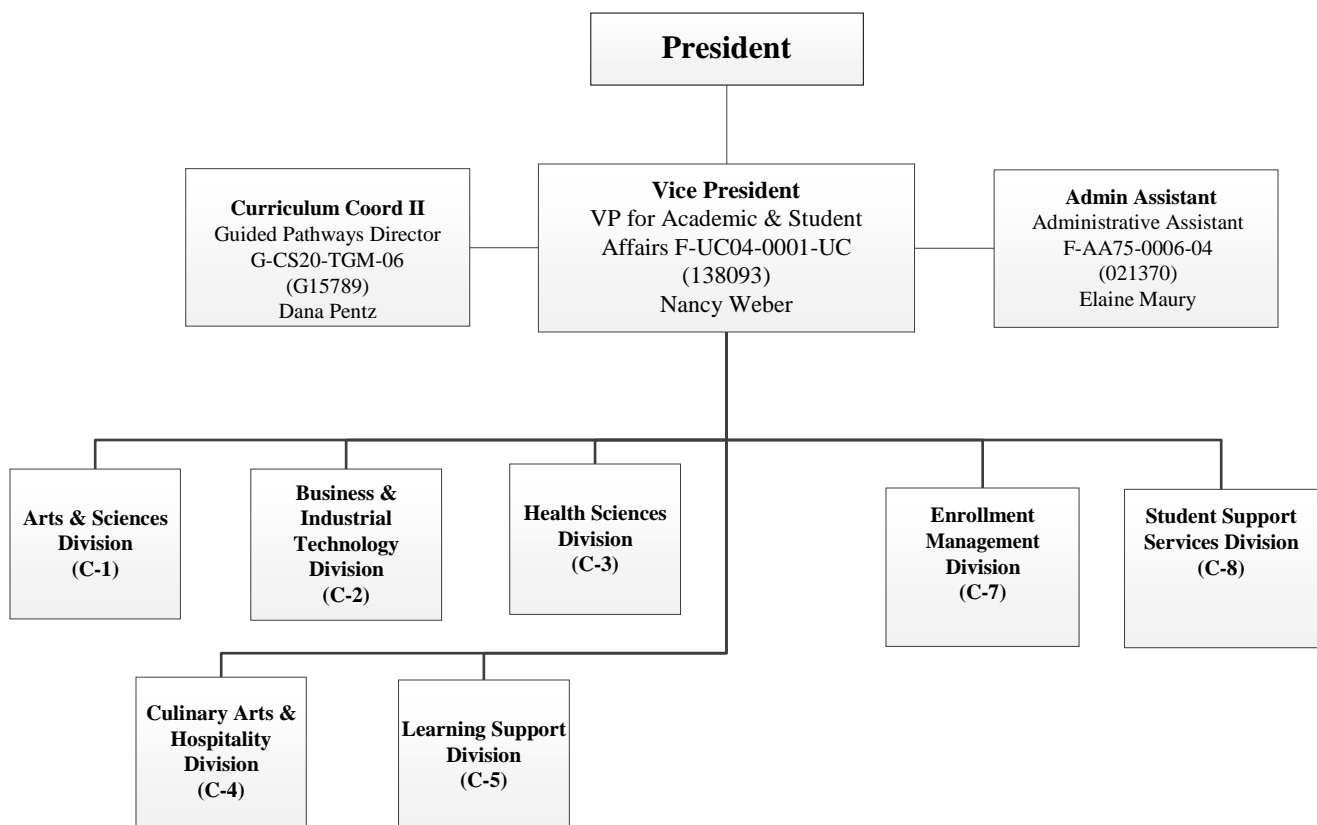 President
Curriculum Coord II
Guided Pathways Director
G-CS20-TGM-06
(G15789)
Dana Pentz
Vice President
VP for Academic & Student
Affairs F-UC04-0001-UC
(138093)
Nancy Weber
Admin Assistant
Administrative Assistant
F-AA75-0006-04
(021370)
Elaine Maury
Arts & Sciences
Division
(C-1)
Business &
Industrial
Technology
Division
(C-2)
Health Sciences
Division
(C-3)
Enrollment
Management
Division
(C-7)
Student Support
Services Division
(C-8)
Culinary Arts &
Hospitality
Division
(C-4)
Learning Support
Division
(C-5)